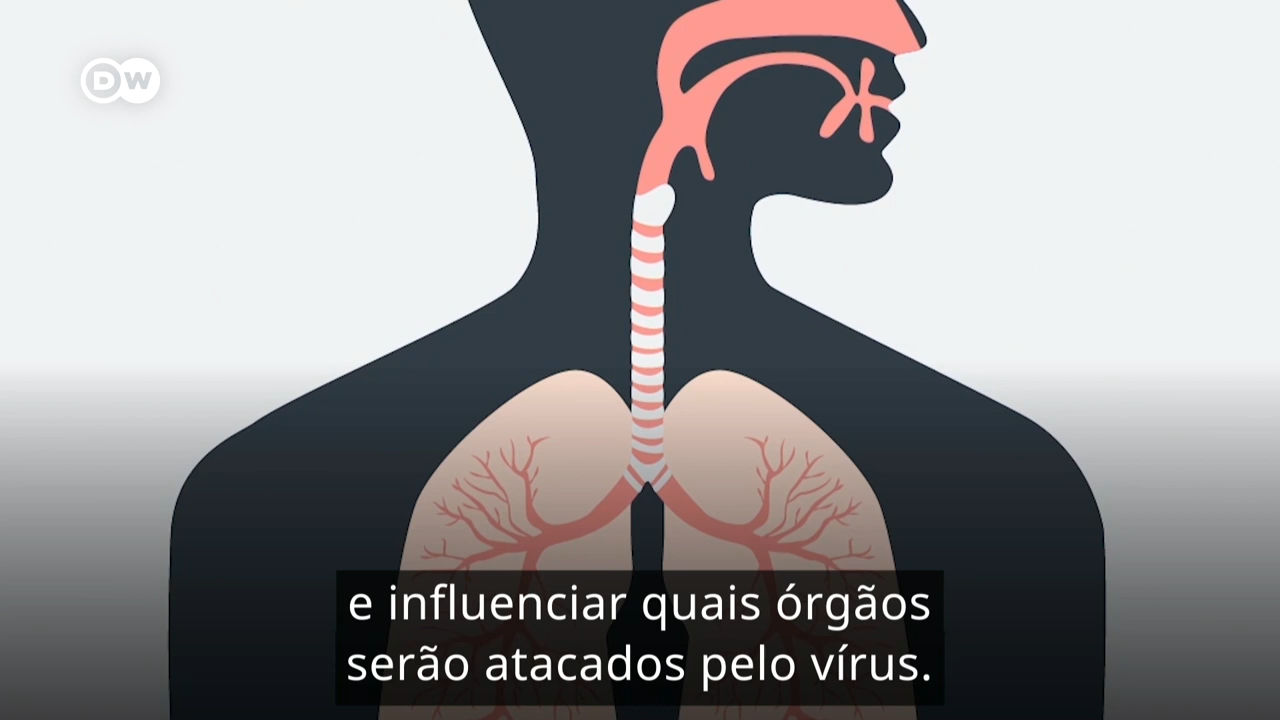 DW
e influenciar quais órgãos
serão atacados pelo vírus.